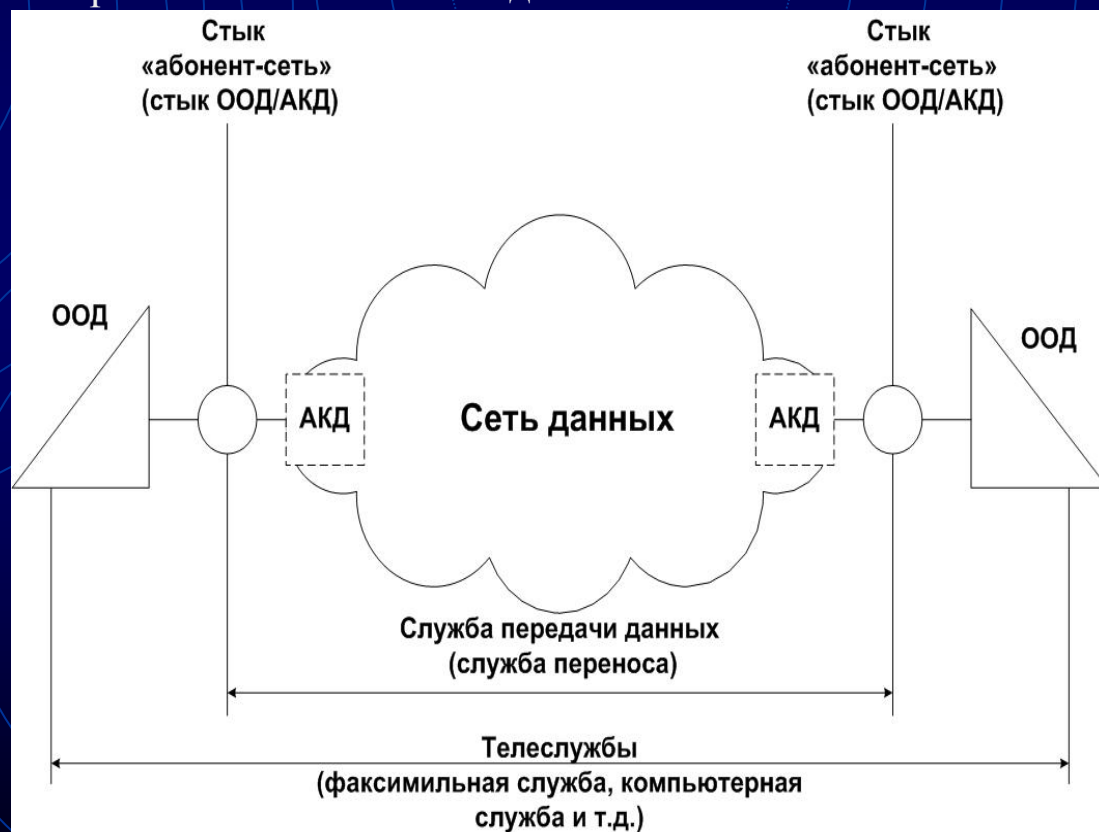 Стык
«абонент-сеть»
(стык ООД/АКД)
Стык
«абонент-сеть»
(стык ООД/АКД)
ООД
ООД
АКД
Сеть данных
АКД
Служба передачи данных
(служба переноса)
Телеслужбы
(факсимильная служба, компьютерная
служба и т.д.)